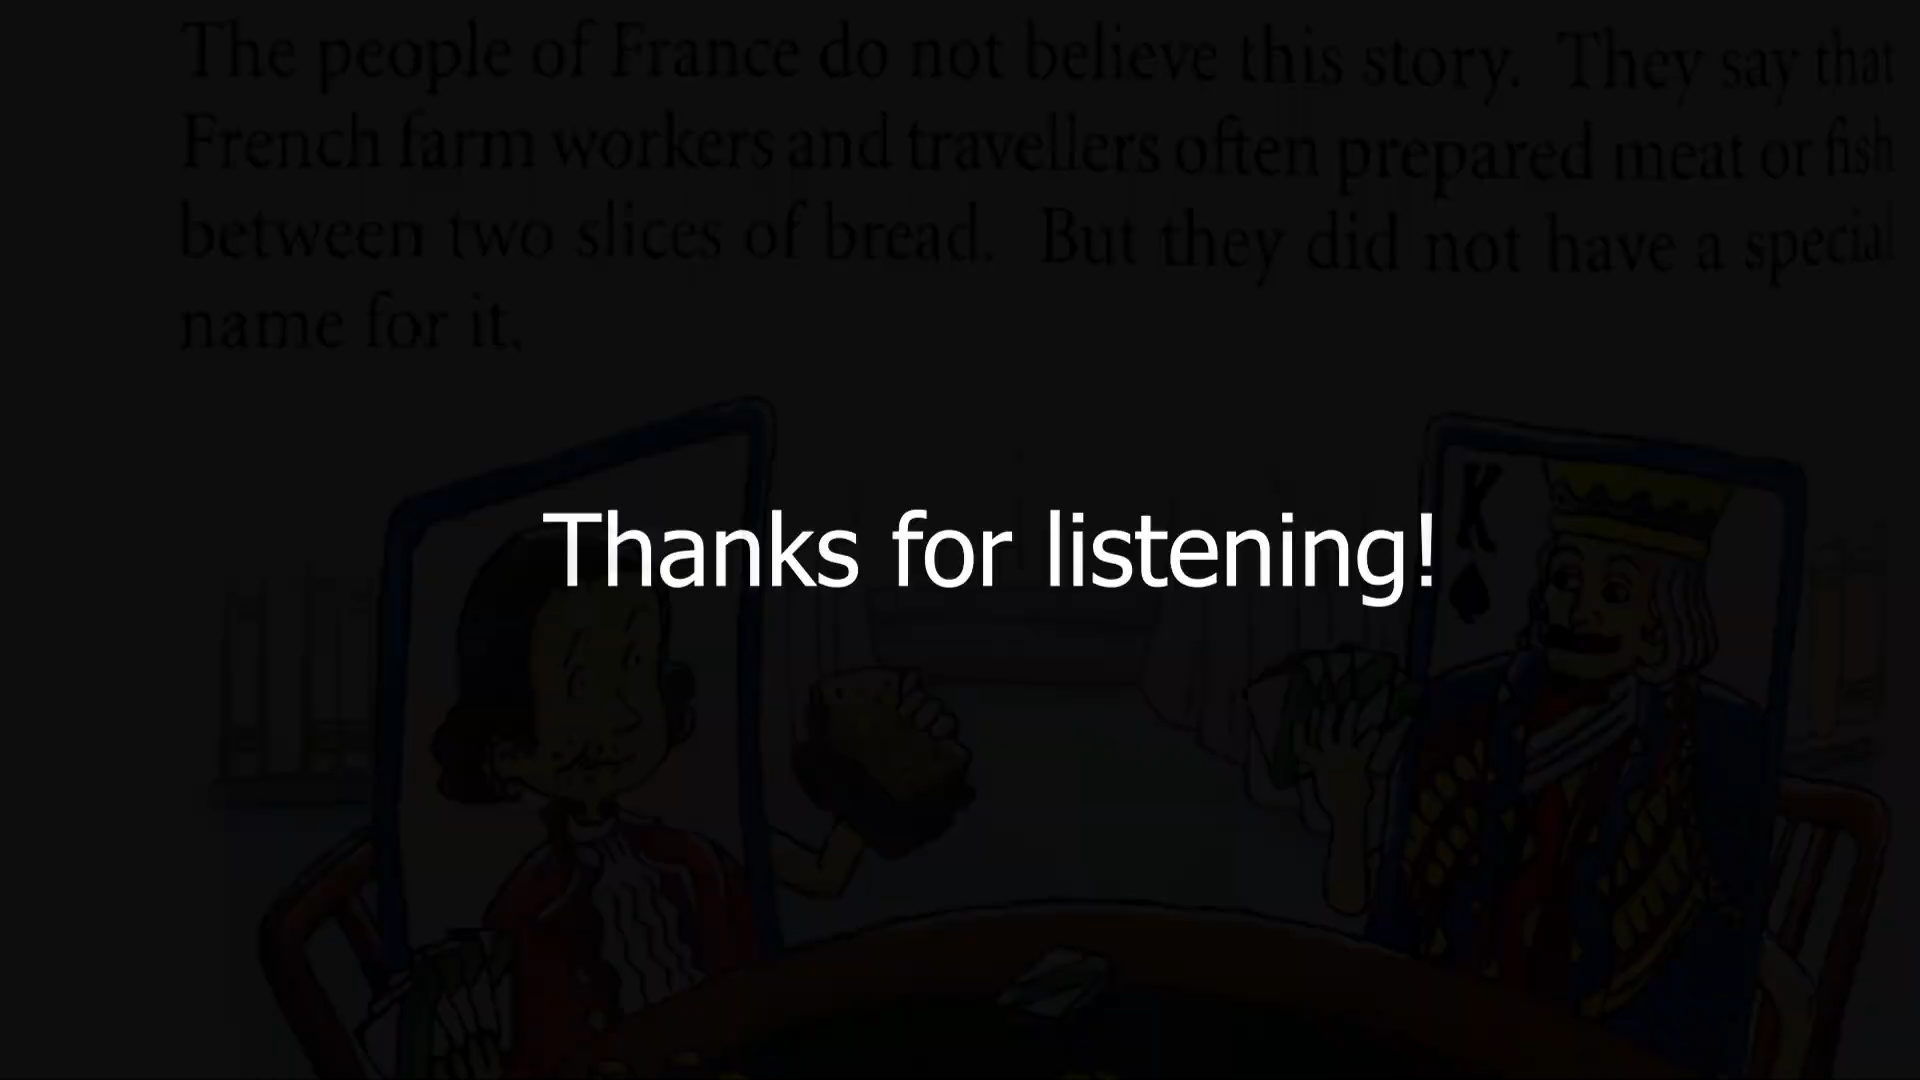 The people of France do not believe this story. They say that
French farm workers and travellers often prepared meat or fish
between two slices of bread. But they did not have a special
name for it.
Thanks for listening!
K